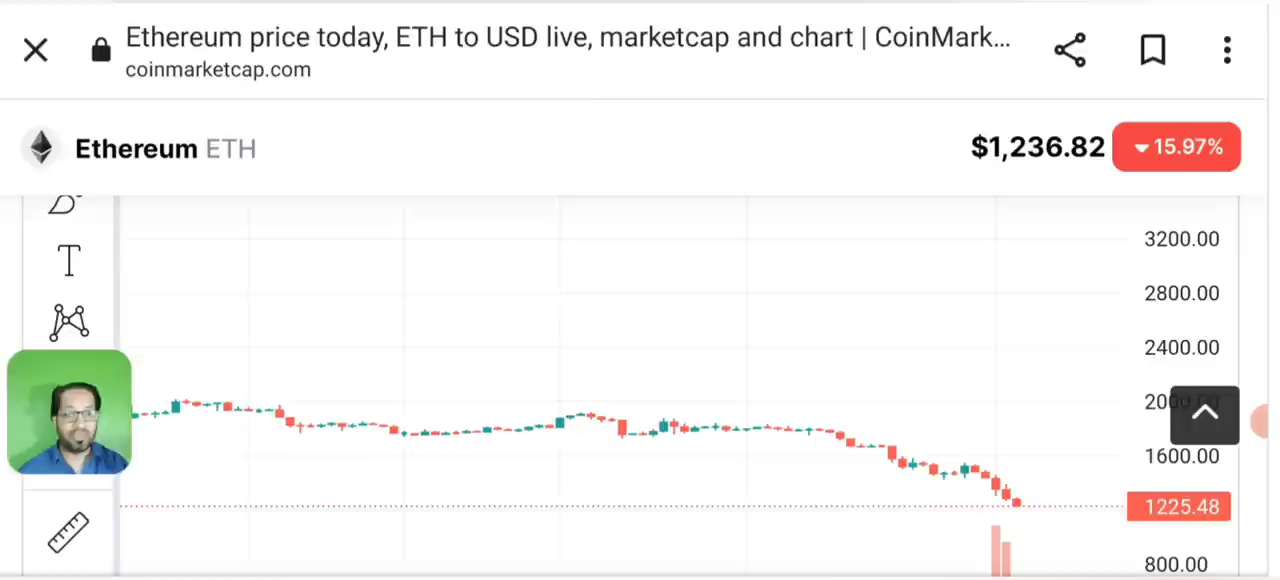 Ethereum price today, ETH to USD live, marketcap and chart | CoinMark...
coinmarketcap.com
Ethereum ETH
$1,236.82
15.97%
T
3200.00
2800.00
2400.00
1600.00
1225.48
800.00